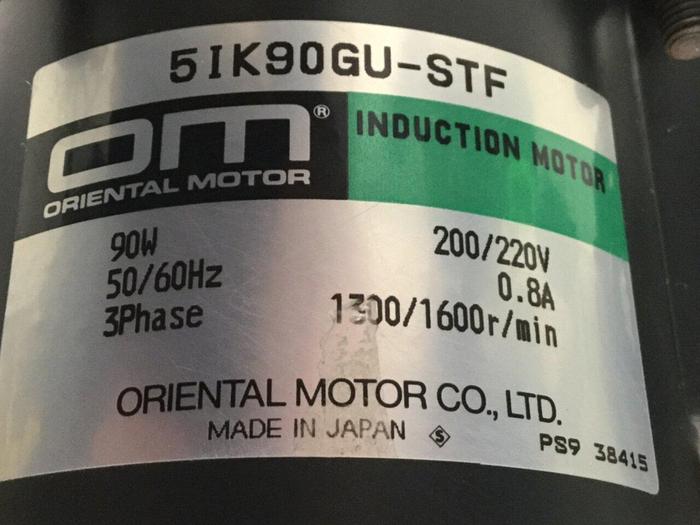 5IK90GU-STF
om®
ORIENTAL MOTOR
INDUCTION MOTOR
90W
200/220V
50/60Hz
0.8A
3Phase
1300/1600r/min
ORIENTAL MOTOR CO., LTD.
MADE IN JAPAN S
PS9 38415